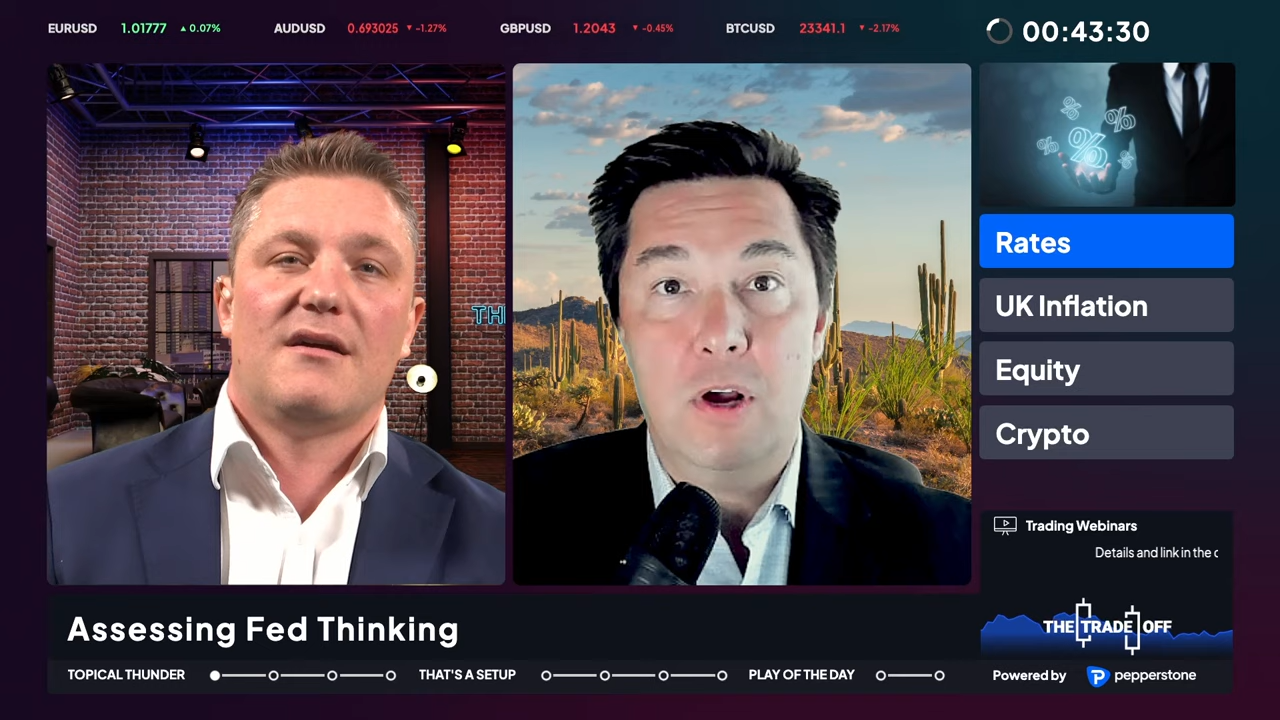 EURUSD 1.01777 ▲ 0.07% AUDUSD 0.693025 ▼ -1.27% GBPUSD 1.2043 ▼ -0.45% BTCUSD 23341.1 ▼ -2.17% 00:43:30
% % % % %
TH
Rates
UK Inflation
Equity
Crypto
Trading Webinars
Details and link in the c
THE TRADE OFF
Assessing Fed Thinking
TOPICAL THUNDER THAT'S A SETUP PLAY OF THE DAY
Powered by pepperstone